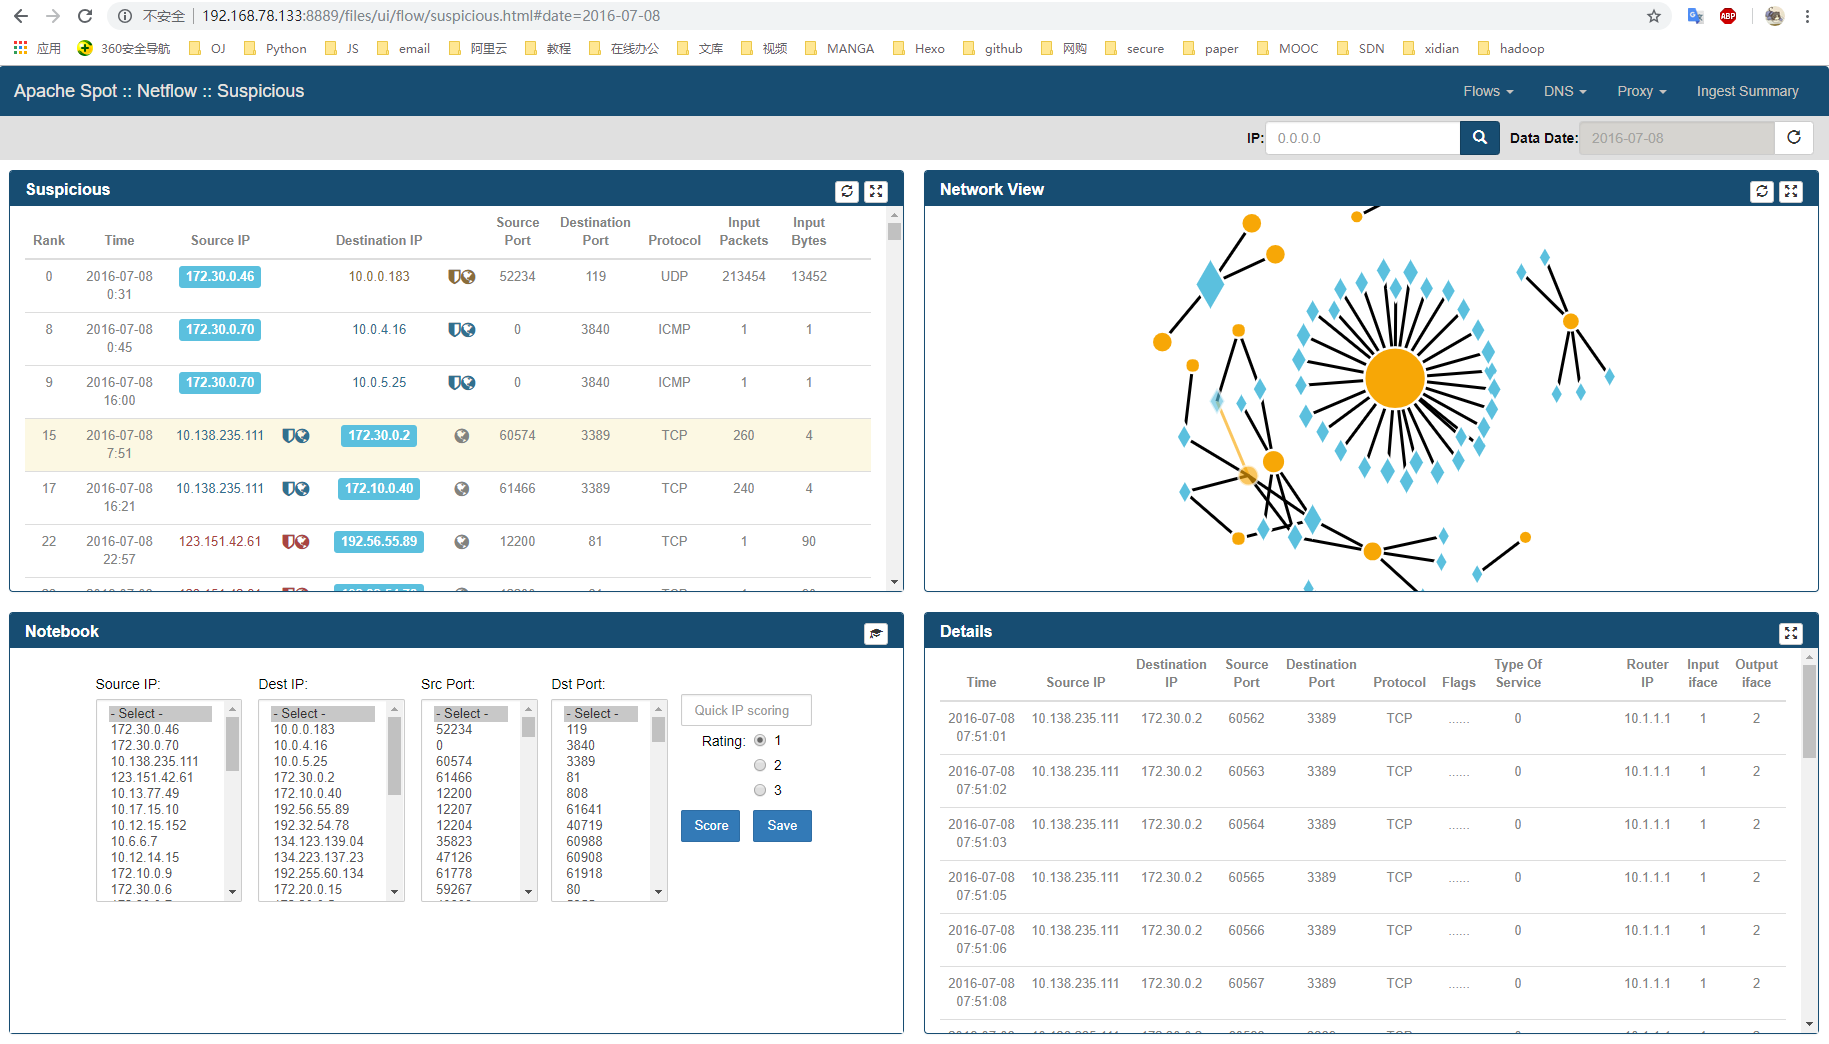 不安全 | 192.168.78.133:8889/files/ui/flow/suspicious.html#date=2016-07-08
应用 360安全导航 OJ Python JS email 阿里云 教程 在线办公 文库 视频 MANGA Hexo github 网购 secure paper MOOC SDN xidian hadoop
Apache Spot :: Netflow :: Suspicious Flows DNS Proxy Ingest Summary
IP: 0.0.0.0 Data Date: 2016-07-08
Suspicious
Rank Time Source IP Destination IP Source Port Destination Port Protocol Input Packets Input Bytes
0 2016-07-08 0:31 172.30.0.46 10.0.0.183 52234 119 UDP 213454 13452
8 2016-07-08 0:45 172.30.0.70 10.0.4.16 0 3840 ICMP 1 1
9 2016-07-08 16:00 172.30.0.70 10.0.5.25 0 3840 ICMP 1 1
15 2016-07-08 7:51 10.138.235.111 172.30.0.2 60574 3389 TCP 260 4
17 2016-07-08 16:21 10.138.235.111 172.10.0.40 61466 3389 TCP 240 4
22 2016-07-08 22:57 123.151.42.61 192.56.55.89 12200 81 TCP 1 90
Network View
Notebook
Source IP:
- Select -
172.30.0.46
172.30.0.70
10.138.235.111
123.151.42.61
10.13.77.49
10.17.15.10
10.12.15.152
10.6.6.7
10.12.14.15
172.10.0.9
172.30.0.6
Dest IP:
- Select -
10.0.0.183
10.0.4.16
10.0.5.25
172.30.0.2
172.10.0.40
192.56.55.89
192.32.54.78
134.123.139.04
134.223.137.23
192.255.60.134
172.20.0.15
Src Port:
- Select -
52234
0
60574
61466
12200
12207
12204
35823
47126
61778
59267
Dst Port:
- Select -
119
3840
3389
81
808
61641
40719
60988
60908
61918
80
Quick IP scoring
Rating: 1
2
3
Score Save
Details
Time Source IP Destination IP Source Port Destination Port Protocol Flags Type Of Service Router IP Input iface Output iface
2016-07-08 07:51:01 10.138.235.111 172.30.0.2 60562 3389 TCP ...... 0 10.1.1.1 1 2
2016-07-08 07:51:02 10.138.235.111 172.30.0.2 60563 3389 TCP ...... 0 10.1.1.1 1 2
2016-07-08 07:51:03 10.138.235.111 172.30.0.2 60564 3389 TCP ...... 0 10.1.1.1 1 2
2016-07-08 07:51:05 10.138.235.111 172.30.0.2 60565 3389 TCP ...... 0 10.1.1.1 1 2
2016-07-08 07:51:06 10.138.235.111 172.30.0.2 60566 3389 TCP ...... 0 10.1.1.1 1 2
2016-07-08 07:51:08 10.138.235.111 172.30.0.2 60567 3389 TCP ...... 0 10.1.1.1 1 2